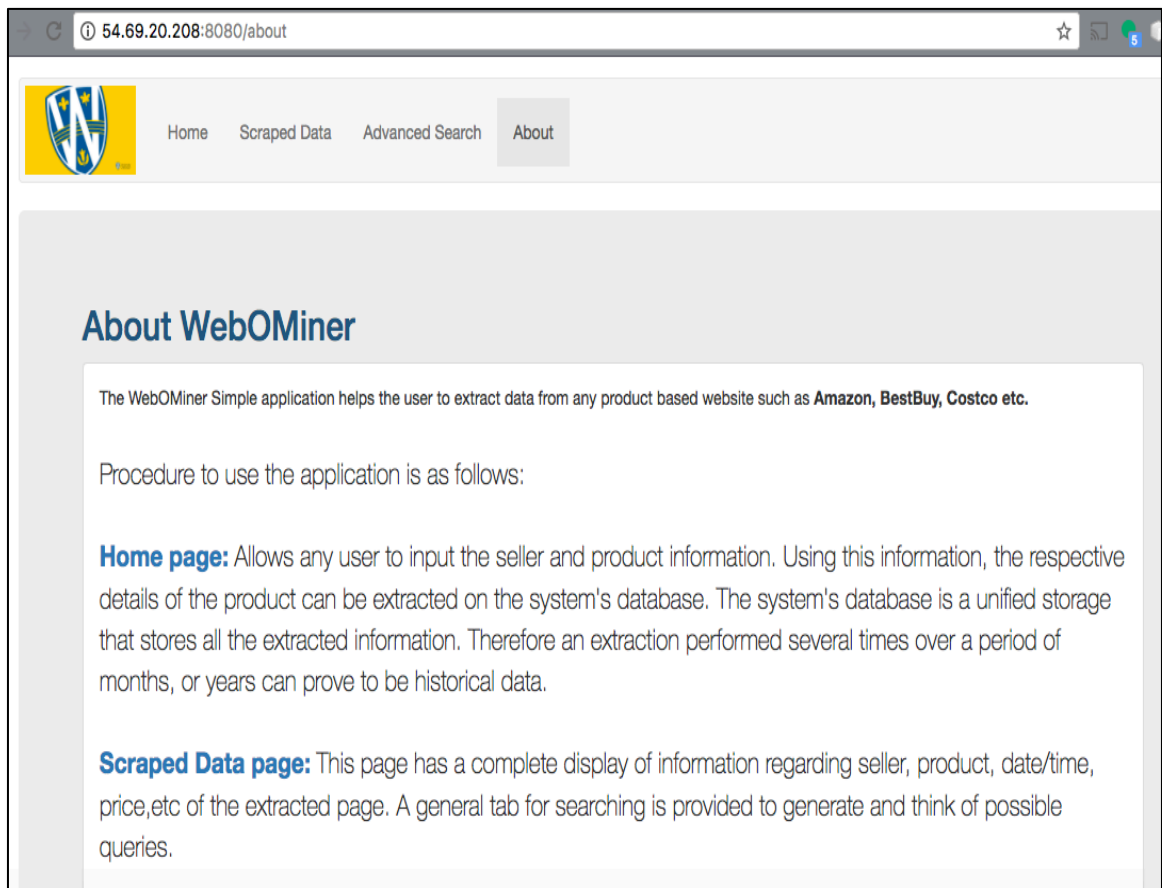 54.69.20.208:8080/about
5
W
Home Scraped Data Advanced Search About
About WebOMiner
The WebOMiner Simple application helps the user to extract data from any product based website such as Amazon, BestBuy, Costco etc.
Procedure to use the application is as follows:
Home page: Allows any user to input the seller and product information. Using this information, the respective
details of the product can be extracted on the system's database. The system's database is a unified storage
that stores all the extracted information. Therefore an extraction performed several times over a period of
months, or years can prove to be historical data.
Scraped Data page: This page has a complete display of information regarding seller, product, date/time,
price,etc of the extracted page. A general tab for searching is provided to generate and think of possible
queries.